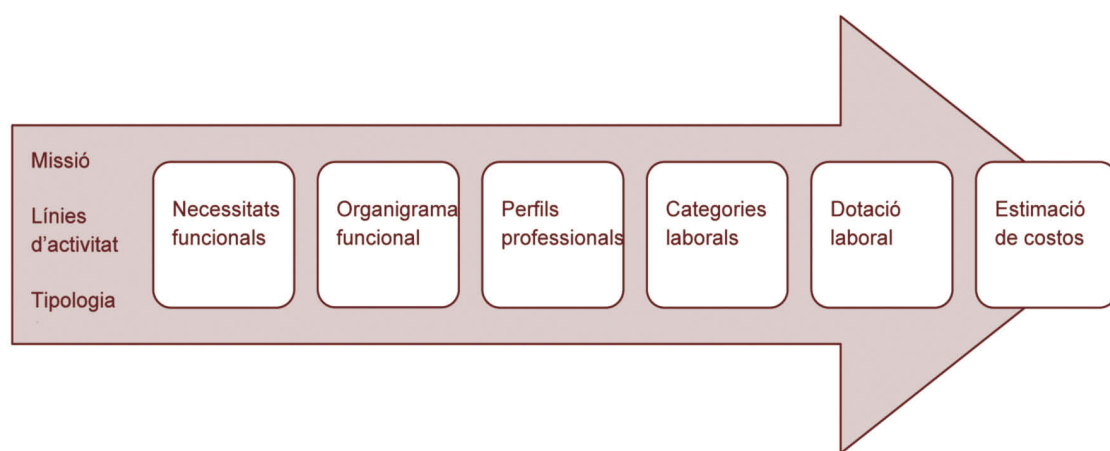 Missió
Línies
d’activitat
Tipologia
Necessitats
funcionals
Organigrama
funcional
Perfils
professionals
Categories
laborals
Dotació
laboral
Estimació
de costos